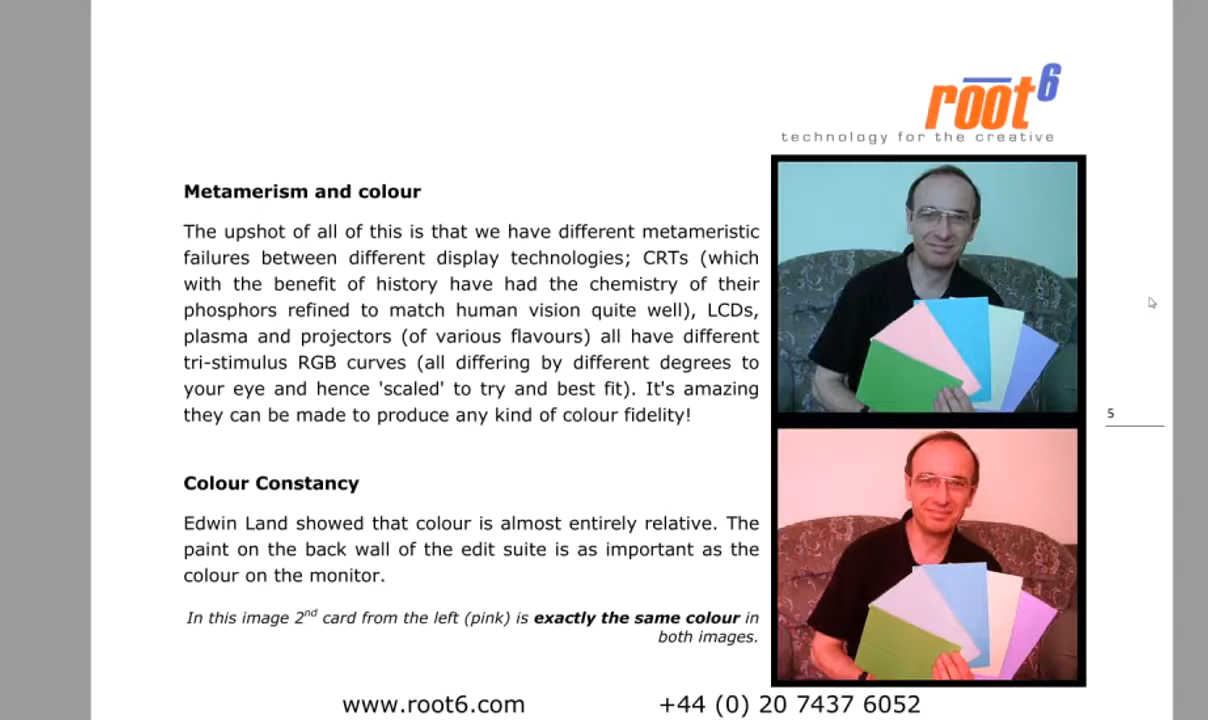 root6
technology for the creative
Metamerism and colour
The upshot of all of this is that we have different metameristic
failures between different display technologies; CRTs (which
with the benefit of history have had the chemistry of their
phosphors refined to match human vision quite well), LCDs,
plasma and projectors (of various flavours) all have different
tri-stimulus RGB curves (all differing by different degrees to
your eye and hence 'scaled' to try and best fit). It's amazing
they can be made to produce any kind of colour fidelity!
5
Colour Constancy
Edwin Land showed that colour is almost entirely relative. The
paint on the back wall of the edit suite is as important as the
colour on the monitor.
In this image 2nd card from the left (pink) is exactly the same colour in
both images.
www.root6.com +44 (0) 20 7437 6052